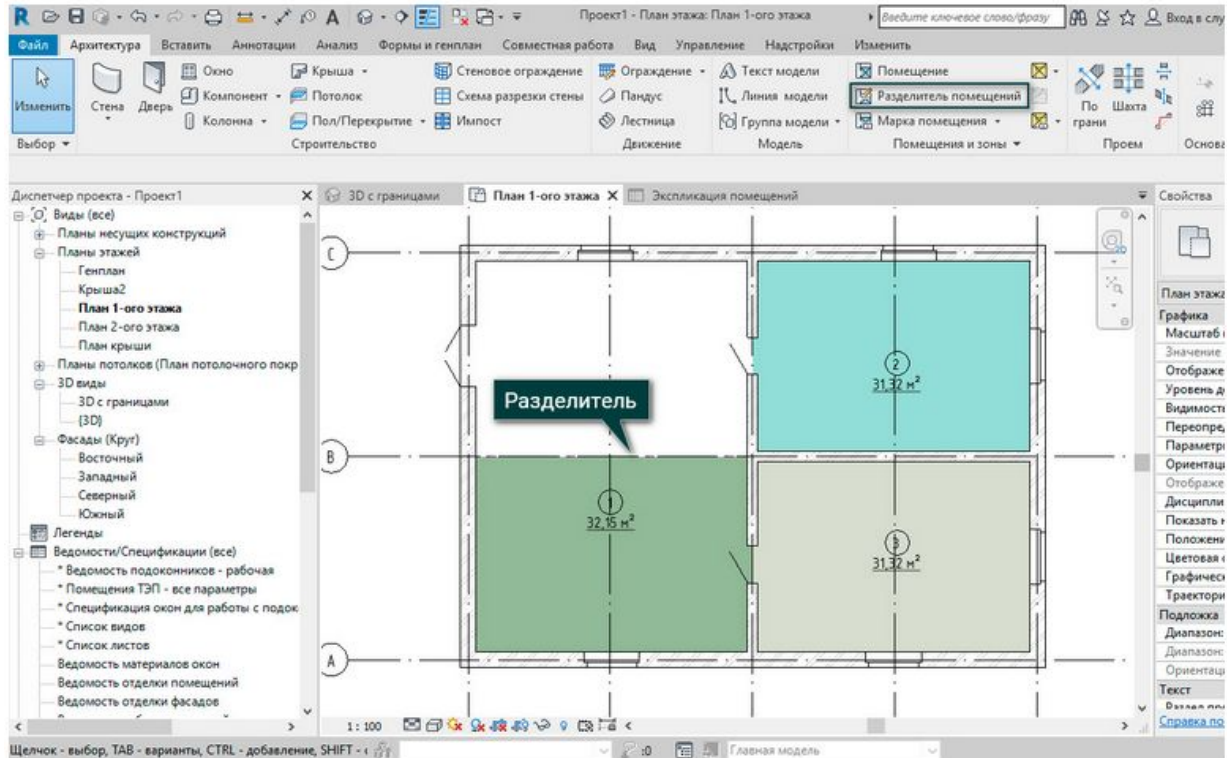 Проект1 - План этажа: План 1-ого этажа
Введите ключевое слово/фразу
Вход в слу
Файл Архитектура Вставить Аннотации Анализ Формы и генплан Совместная работа Вид Управление Надстройки Изменить
Изменить
Стена
Дверь
Окно
Компонент
Колонна
Крыша
Потолок
Пол/Перекрытие
Стеновое ограждение
Схема разрезки стены
Импост
Ограждение
Пандус
Лестница
Текст модели
Линия модели
Группа модели
Помещение
Разделитель помещений
Марка помещения
По грани
Шахта
Выбор Строительство Движение Модель Помещения и зоны Проем Основа
Диспетчер проекта - Проект1
3D с границами План 1-ого этажа Экспликация помещений
Свойства
Виды (все)
Планы несущих конструкций
Планы этажей
Генплан
Крыша2
План 1-ого этажа
План 2-ого этажа
План крыши
Планы потолков (План потолочного покр
3D виды
3D с границами
{3D}
Фасады (Круг)
Восточный
Западный
Северный
Южный
Легенды
Ведомости/Спецификации (все)
* Ведомость подоконников - рабочая
* Помещения ТЭП - все параметры
* Спецификация окон для работы с подок
* Список видов
* Список листов
Ведомость материалов окон
Ведомость отделки помещений
Ведомость отделки фасадов
C
B
A
2
31,32 м²
Разделитель
1
32,15 м²
3
31,32 м²
2D
План этажа
Графика
Масштаб
Значение
Отображе
Уровень д
Видимост
Переопре
Параметр
Ориентац
Отображе
Дисципли
Показать
Положени
Цветовая
Графическ
Траектори
Подложка
Диапазон:
Диапазон:
Ориентац
Текст
Справка по
1 : 100
Щелчок - выбор, TAB - варианты, CTRL - добавление, SHIFT -
:0
Главная модель